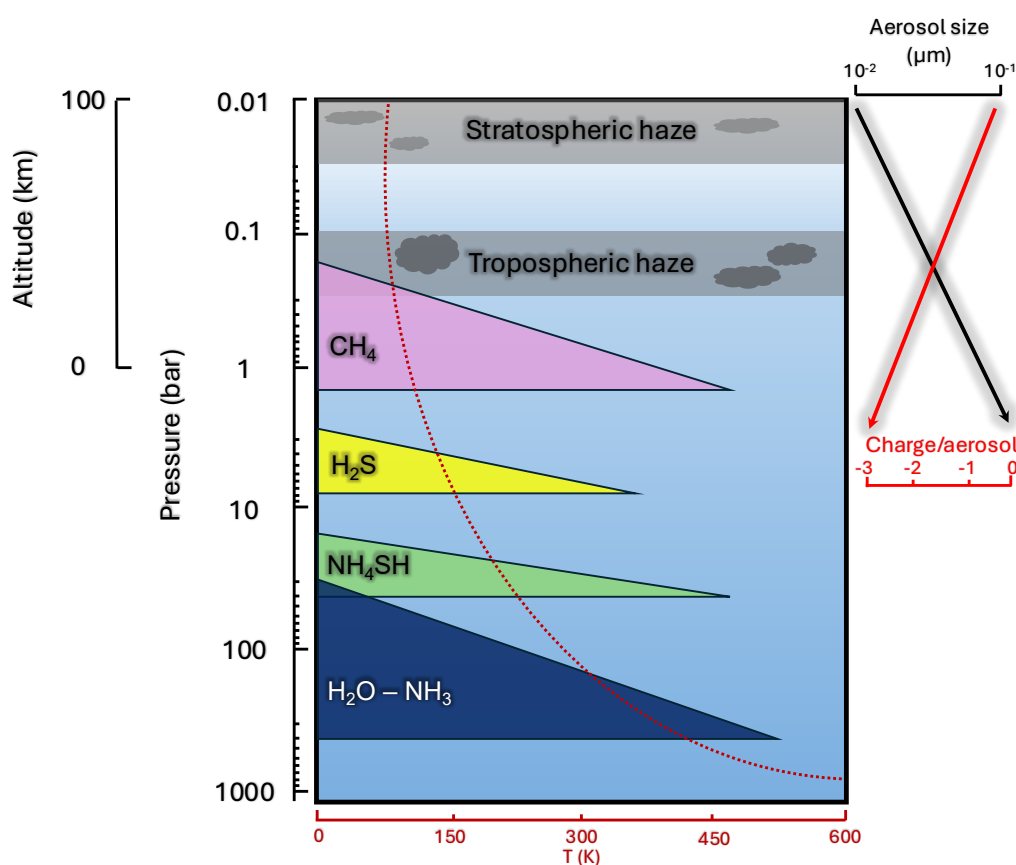 Aerosol size
(µm)
10⁻² 10⁻¹
100
0
Altitude (km)
Pressure (bar)
0.01
0.1
1
10
100
1000
Stratospheric haze
Tropospheric haze
CH₄
H₂S
NH₄SH
H₂O – NH₃
Charge/aerosol
-3 -2 -1 0
0 150 300 450 600
T (K)